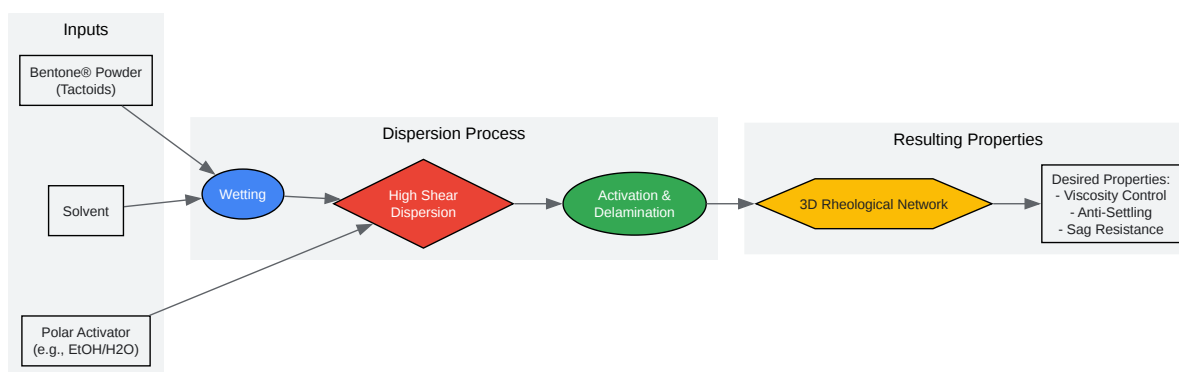 Inputs
Bentone® Powder
(Tactoids)
Solvent
Polar Activator
(e.g., EtOH/H2O)
Dispersion Process
Wetting
High Shear
Dispersion
Activation &
Delamination
Resulting Properties
3D Rheological Network
Desired Properties:
- Viscosity Control
- Anti-Settling
- Sag Resistance